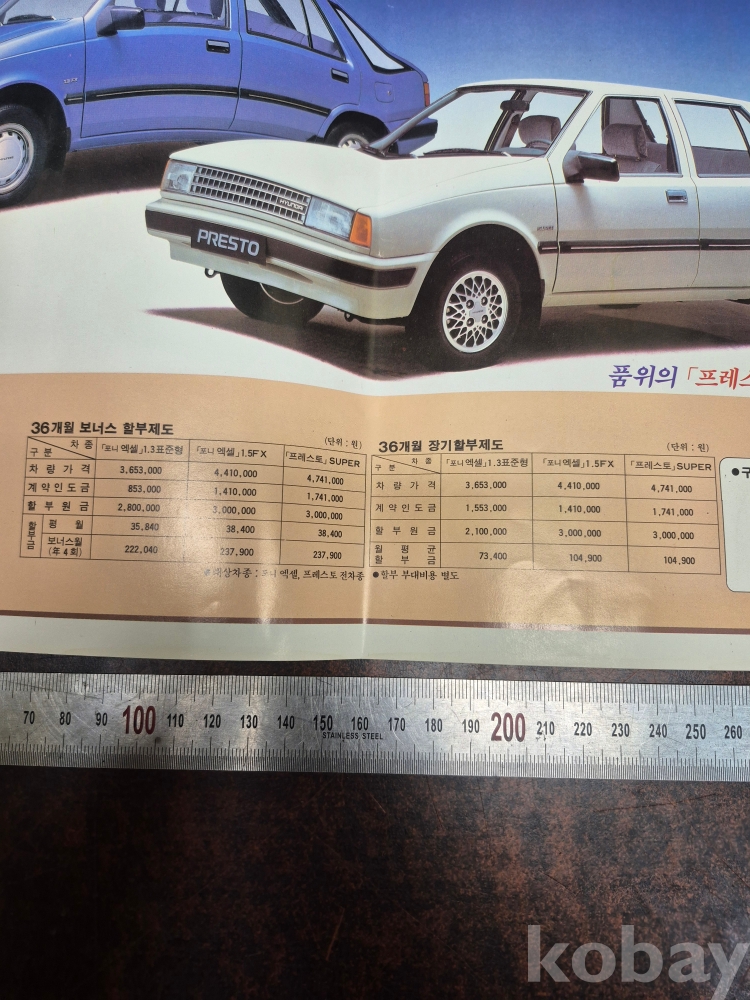 HYUNDAI
PRESTO
품위의 「프레스
36개월 보너스 할부제도
(단위 : 원)
차 종
구 분
「포니 엑셀」1.3표준형 「포니 엑셀」1.5FX 「프레스토」SUPER
차 량 가 격 3,653,000 4,410,000 4,741,000
계약인도금 853,000 1,410,000 1,741,000
할 부 원 금 2,800,000 3,000,000 3,000,000
할부금 평 월 35,840 38,400 38,400
보너스월 (年4회) 222,040 237,900 237,900
36개월 장기할부제도
(단위 : 원)
차 종
구 분
「포니 엑셀」1.3표준형 「포니 엑셀」1.5FX 「프레스토」SUPER
차 량 가 격 3,653,000 4,410,000 4,741,000
계약인도금 1,553,000 1,410,000 1,741,000
할 부 원 금 2,100,000 3,000,000 3,000,000
월 평 균 할 부 금 73,400 104,900 104,900
●대상차종 : 포니 엑셀, 프레스토 전차종 ●할부 부대비용 별도
●구
70 80 90 100 110 120 130 140 150 160 170 180 190 200 210 220 230 240 250 260
STAINLESS STEEL
kobay